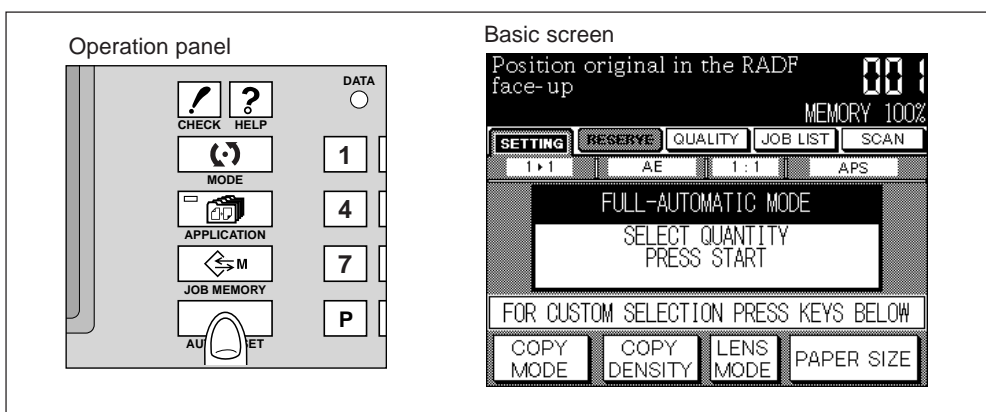 Operation panel
DATA
CHECK HELP
MODE
1
APPLICATION
4
M
JOB MEMORY
7
P
AU ET
Basic screen
Position original in the RADF
face-up
001
MEMORY 100%
SETTING RESERVE QUALITY JOB LIST SCAN
1▸1 AE 1:1 APS
FULL-AUTOMATIC MODE
SELECT QUANTITY
PRESS START
FOR CUSTOM SELECTION PRESS KEYS BELOW
COPY MODE
COPY DENSITY
LENS MODE
PAPER SIZE